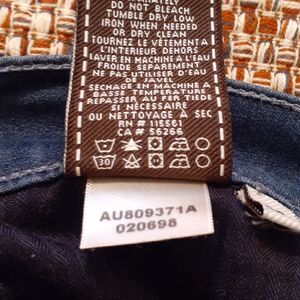 DO NOT BLEACH
TUMBLE DRY LOW
IRON WHEN NEEDED
OR DRY CLEAN
TOURNEZ LE VÊTEMENT À
L'INTÉRIEUR DEHORS
LAVER EN MACHINE À L'EAU
FROIDE SÉPARÉMENT
NE PAS UTILISER D'EAU
DE JAVEL
SÉCHAGE EN MACHINE À
BASSE TEMPÉRATURE
REPASSER AU FER TIÈDE
SI NÉCESSAIRE
OU NETTOYAGE À SEC
RN # 115561
CA # 56266
30
AU809371A
020698